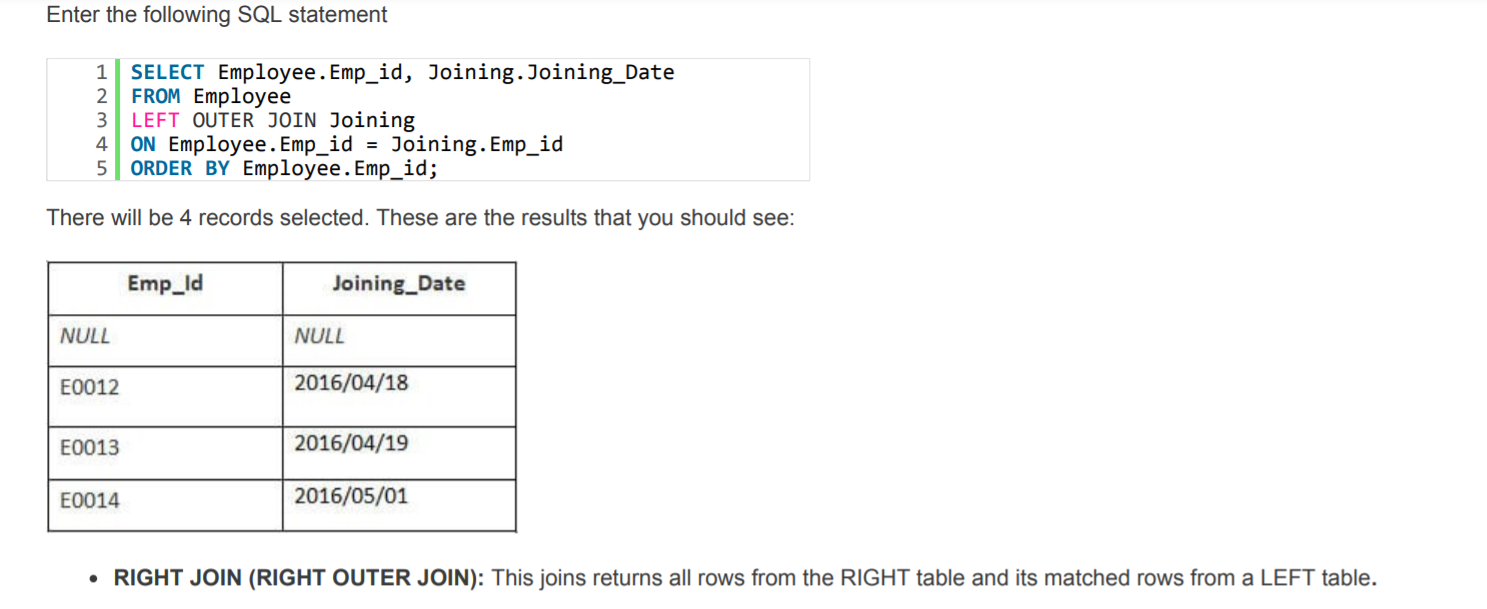 Enter the following SQL statement
1 SELECT Employee.Emp_id, Joining.Joining_Date
2 FROM Employee
3 LEFT OUTER JOIN Joining
4 ON Employee.Emp_id = Joining.Emp_id
5 ORDER BY Employee.Emp_id;
There will be 4 records selected. These are the results that you should see:
Emp_Id Joining_Date
NULL NULL
E0012 2016/04/18
E0013 2016/04/19
E0014 2016/05/01
• RIGHT JOIN (RIGHT OUTER JOIN): This joins returns all rows from the RIGHT table and its matched rows from a LEFT table.